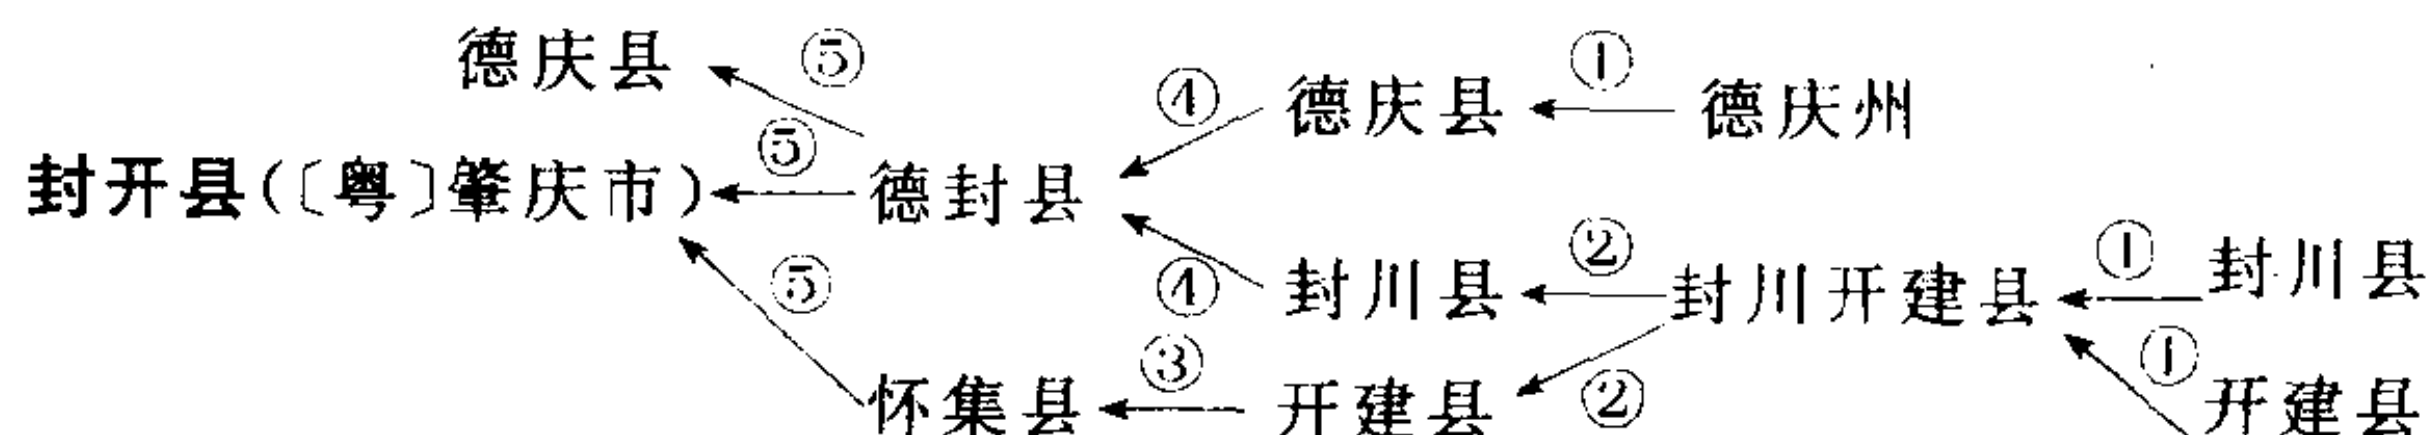 德庆县 ⑤ ④ 德庆县 ① 德庆州
封开县(〔粤〕肇庆市) ⑤ 德封县
⑤ ④ 封川县 ② 封川开建县 ① 封川县
怀集县 ③ 开建县 ② ① 开建县